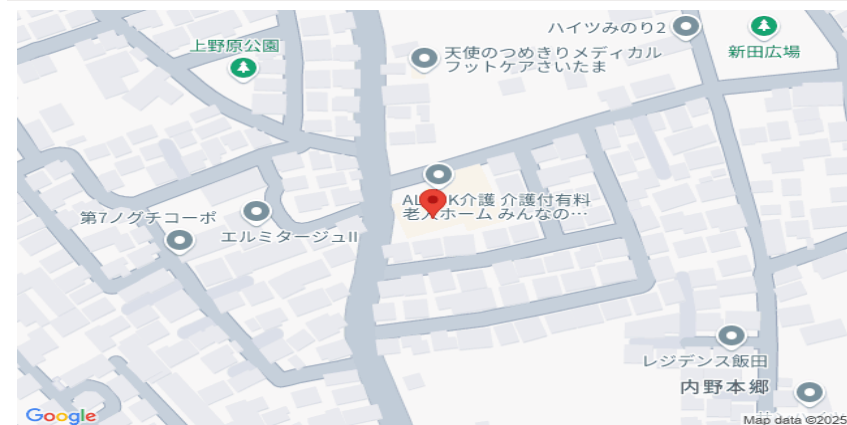 ハイツみのり2
上野原公園
天使のつめきりメディカル
フットケアさいたま
新田広場
介護 介護付有料
ホーム みんなの…
第7ノグチコーポ
エルミタージュII
レジデンス飯田
内野本郷
Google
Map data ©2025